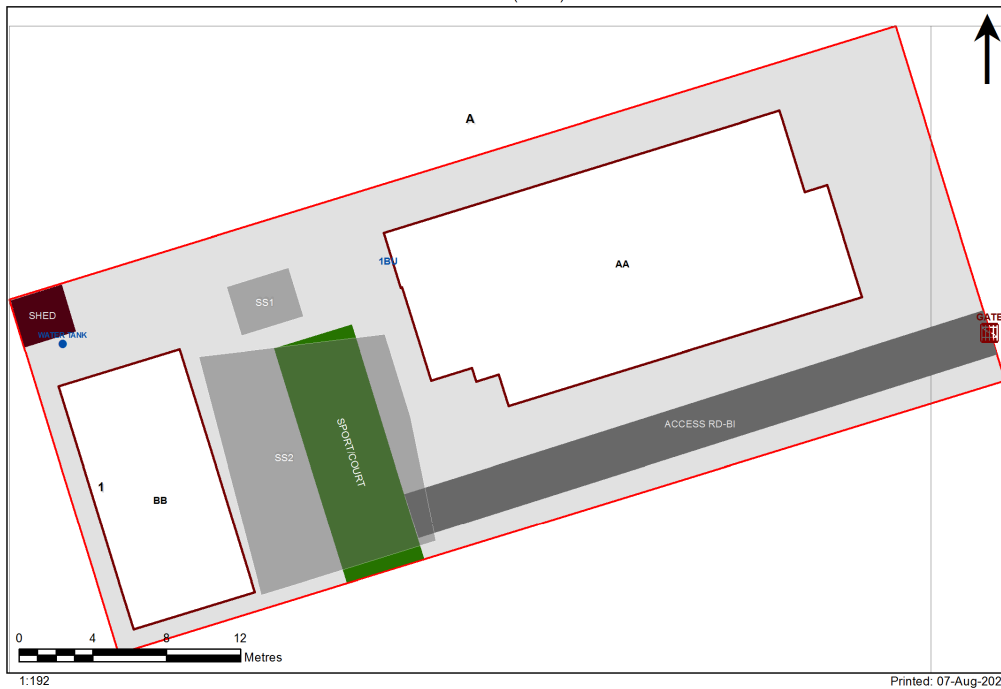 A
AA
1BU
SS1
SHED
WATER TANK
GATE
SPORT/COURT
ACCESS RD-BI
SS2
1
BB
0 4 8 12
Metres
1:192
Printed: 07-Aug-202